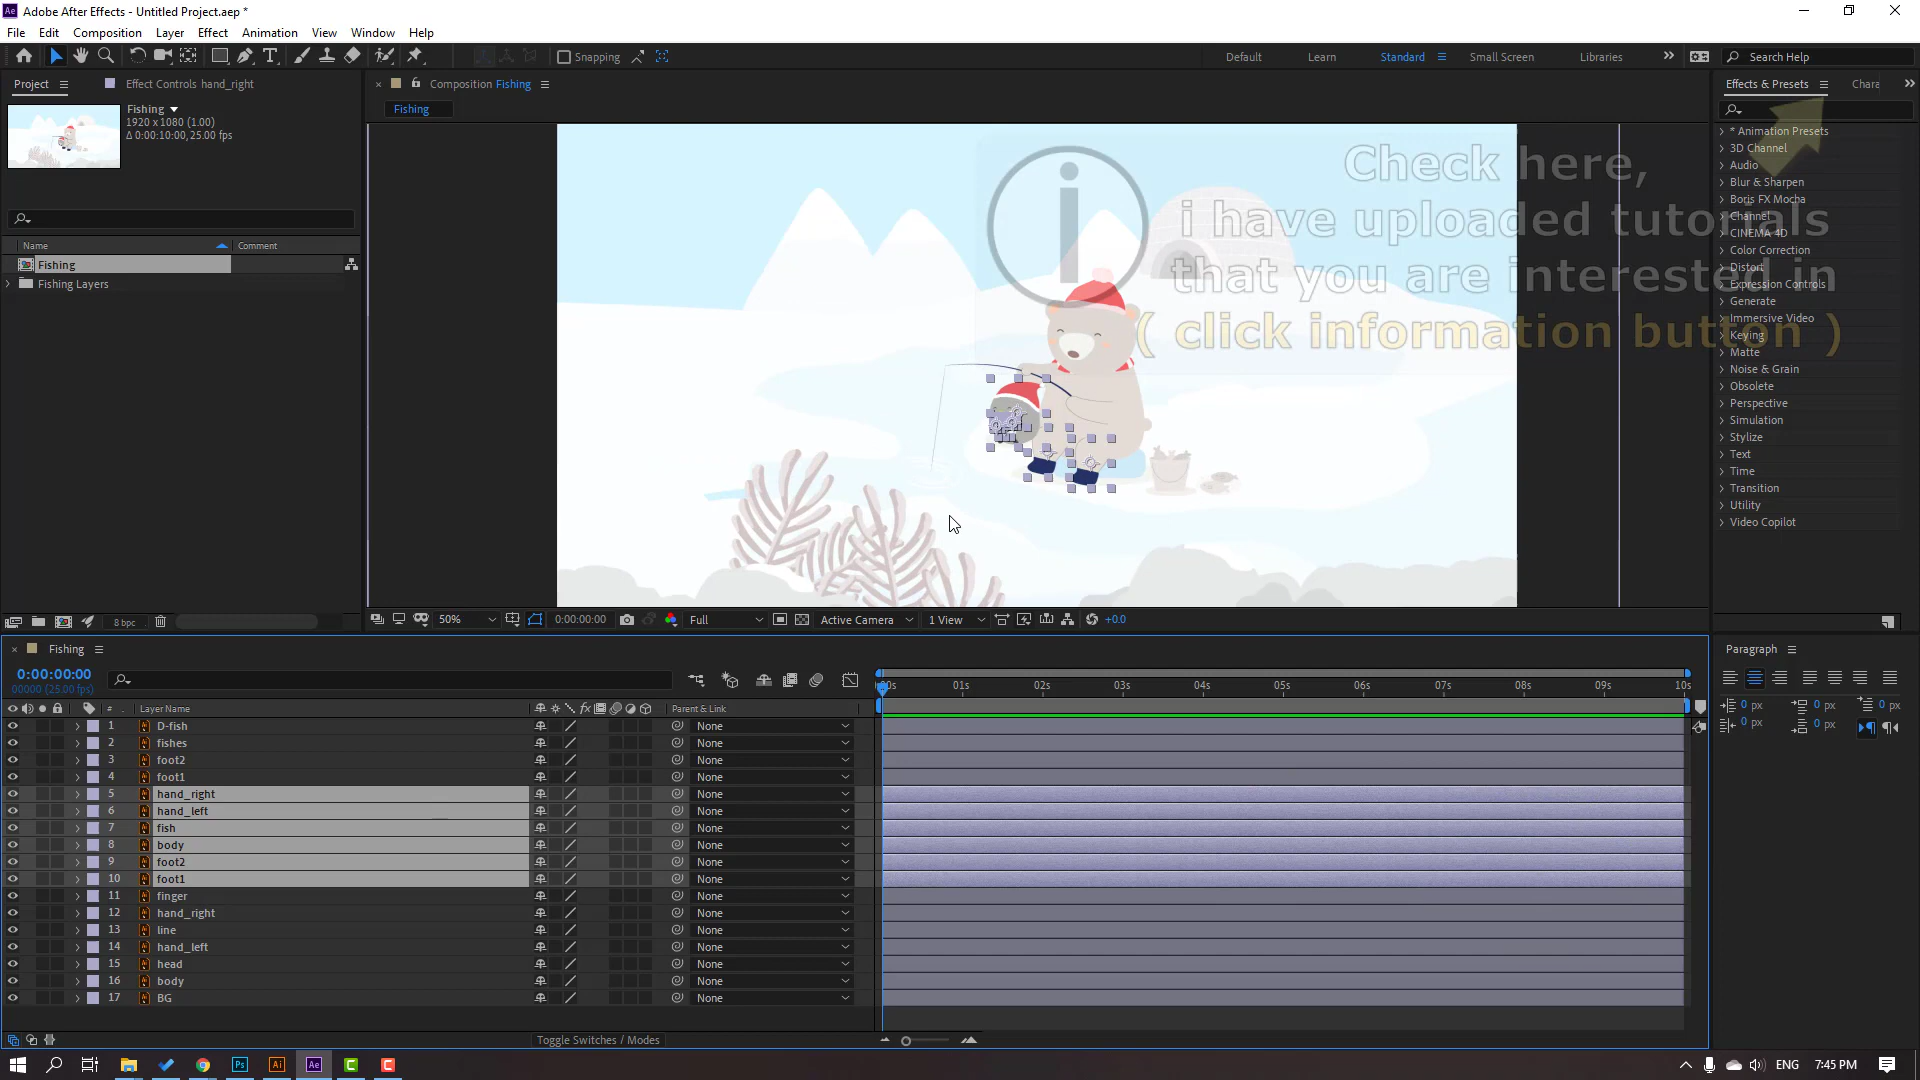 Ae Adobe After Effects - Untitled Project.aep *
File Edit Composition Layer Effect Animation View Window Help
Snapping
Default Learn Standard Small Screen Libraries
Search Help
Project Effect Controls hand_right
Composition Fishing
Effects & Presets Chara
Fishing
1920 x 1080 (1.00)
Δ 0:00:10:00, 25.00 fps
Fishing
Name Comment
Fishing
Fishing Layers
8 bpc
Check here,
i have uploaded tutorials
that you are interested in
( click information button )
* Animation Presets
3D Channel
Audio
Blur & Sharpen
Boris FX Mocha
Channel
CINEMA 4D
Color Correction
Distort
Expression Controls
Generate
Immersive Video
Keying
Matte
Noise & Grain
Obsolete
Perspective
Simulation
Stylize
Text
Time
Transition
Utility
Video Copilot
50% 0:00:00:00 Full Active Camera 1 View +0.0
Fishing
0:00:00:00
00000 (25.00 fps)
01s 02s 03s 04s 05s 06s 07s 08s 09s 10s
# Layer Name fx Parent & Link
1 D-fish None
2 fishes None
3 foot2 None
4 foot1 None
5 hand_right None
6 hand_left None
7 fish None
8 body None
9 foot2 None
10 foot1 None
11 finger None
12 hand_right None
13 line None
14 hand_left None
15 head None
16 body None
17 BG None
Toggle Switches / Modes
Paragraph
0 px 0 px 0 px
0 px 0 px
Ps Ai Ae C C
ENG 7:45 PM